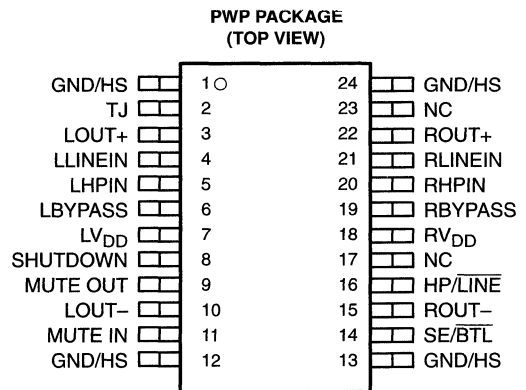 PWP PACKAGE
(TOP VIEW)
GND/HS 1 24 GND/HS
TJ 2 23 NC
LOUT+ 3 22 ROUT+
LLINEIN 4 21 RLINEIN
LHPIN 5 20 RHPIN
LBYPASS 6 19 RBYPASS
LVDD 7 18 RVDD
SHUTDOWN 8 17 NC
MUTE OUT 9 16 HP/LINE
LOUT– 10 15 ROUT–
MUTE IN 11 14 SE/BTL
GND/HS 12 13 GND/HS